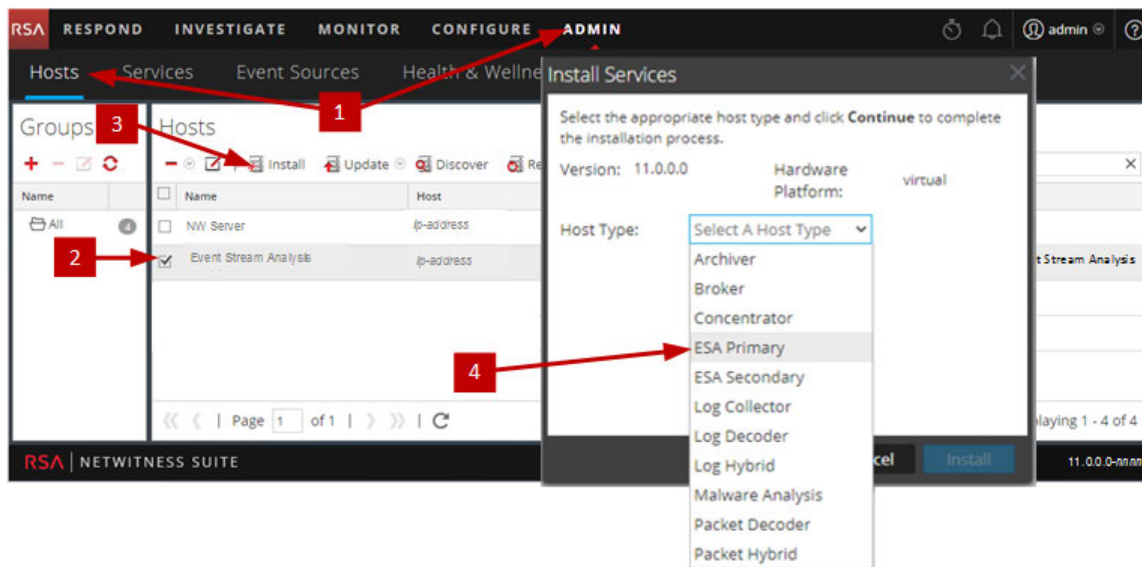 RSA RESPOND INVESTIGATE MONITOR CONFIGURE ADMIN admin
Hosts Services Event Sources Health & Wellne
1
Groups
3
Hosts
Install Update Discover Re
Name
Name Host
All 4
NW Server Ip-address
2
Event Stream Analysis Ip-address
t Stream Analysis
Install Services
Select the appropriate host type and click Continue to complete
the installation process.
Version: 11.0.0.0 Hardware Platform: virtual
Host Type: Select A Host Type
Archiver
Broker
Concentrator
4
ESA Primary
ESA Secondary
Log Collector
Log Decoder
Log Hybrid
Malware Analysis
Packet Decoder
Packet Hybrid
cel Install
Page 1 of 1
laying 1 - 4 of 4
RSA | NETWITNESS SUITE
11.0.0.0-nnnn